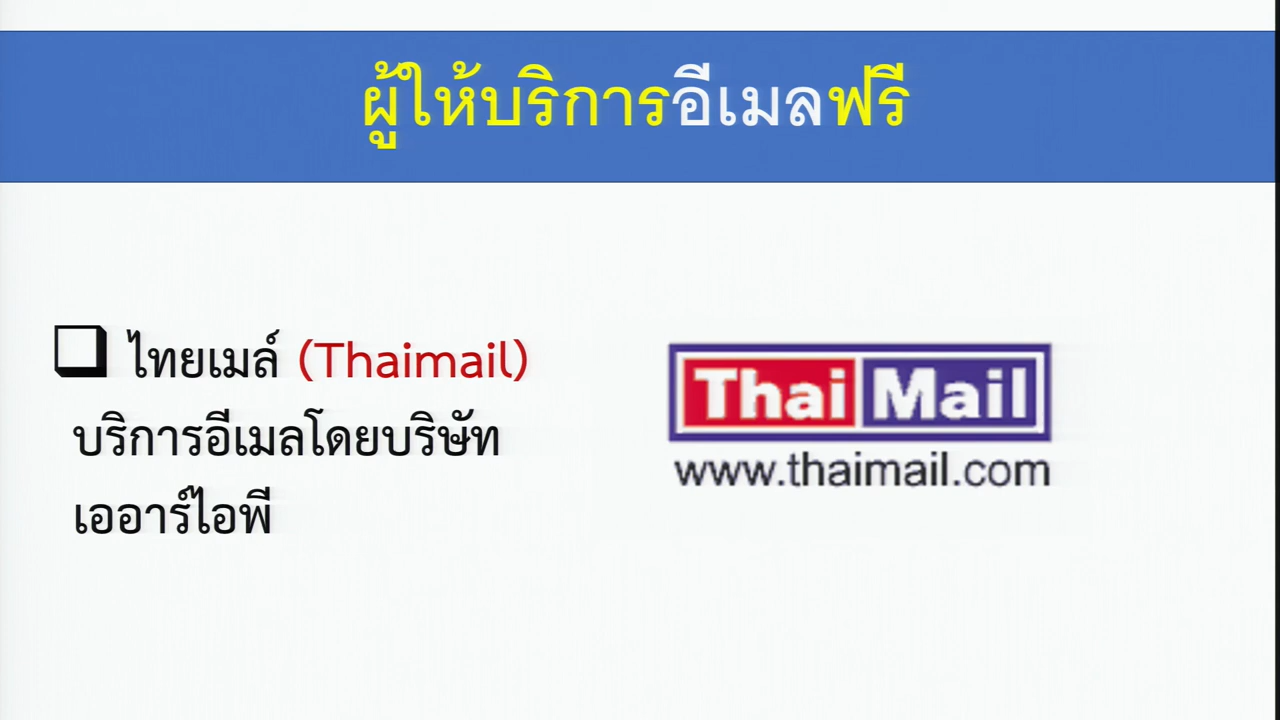 ผู้ให้บริการอีเมลฟรี
ไทยเมล์ (Thaimail)
บริการอีเมลโดยบริษัท
เออาร์ไอพี
Thai Mail
www.thaimail.com